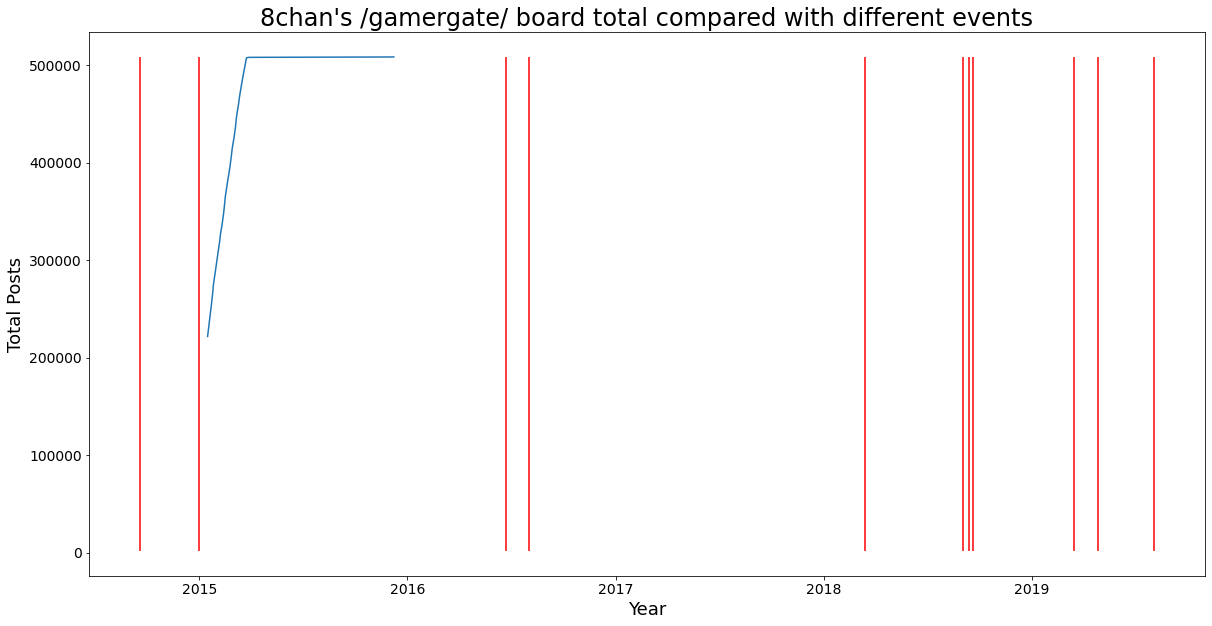 8chan's /gamergate/ board total compared with different events
500000
400000
300000
200000
100000
0
Total Posts
2015 2016 2017 2018 2019
Year